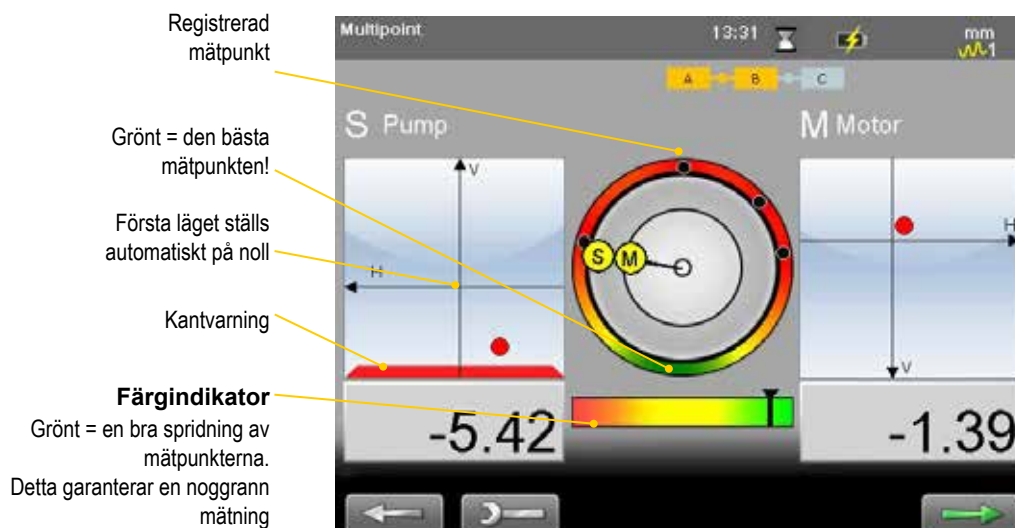 Registrerad
mätpunkt
Grönt = den bästa
mätpunkten!
Första läget ställs
automatiskt på noll
Kantvarning
Färgindikator
Grönt = en bra spridning av
mätpunkterna.
Detta garanterar en noggrann
mätning
Multipoint
13:31
mm
1
A
B
C
S Pump
M Motor
V
-H
S
M
H
V
-5.42
-1.39